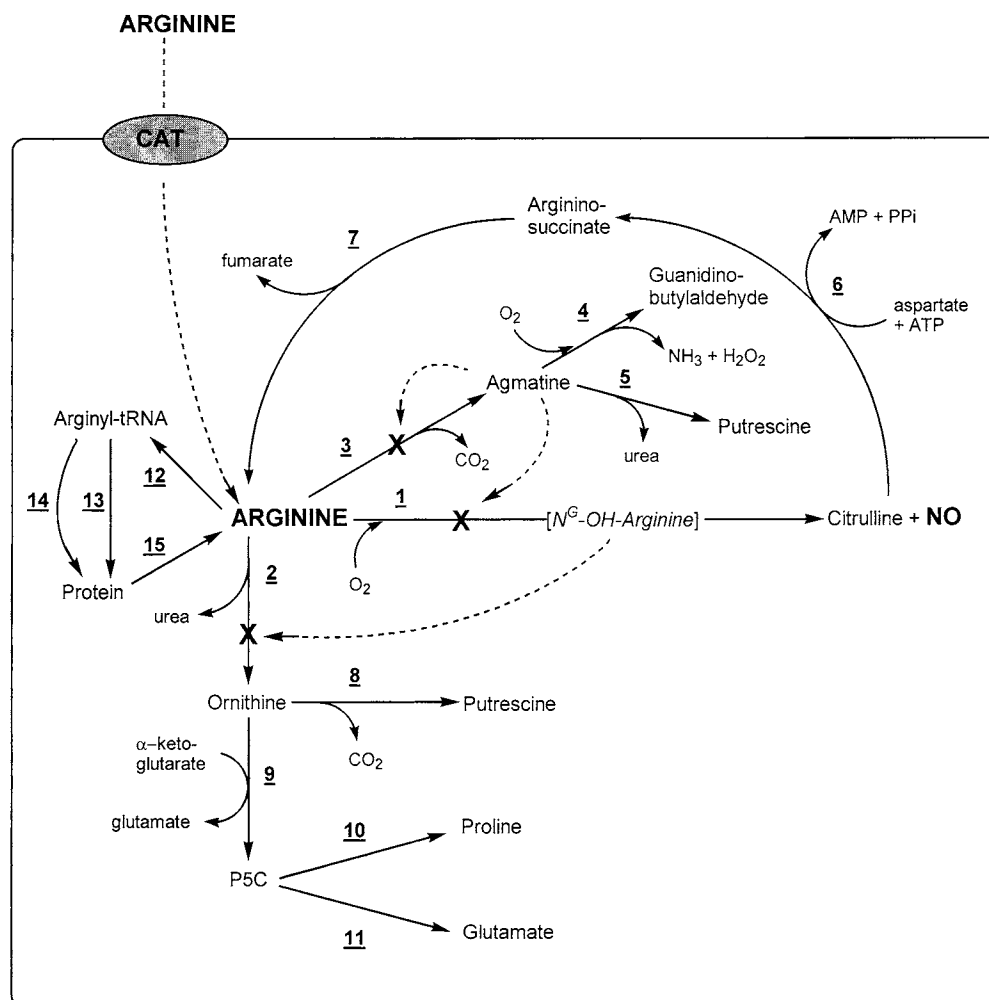 ARGININE
CAT
Arginino-
succinate
AMP + PPi
7
fumarate
Guanidino-
butylaldehyde
6
aspartate
+ ATP
O2
4
NH3 + H2O2
Agmatine
5
Putrescine
urea
Arginyl-tRNA
3
X
CO2
12
14
13
1
ARGININE
X
[NG-OH-Arginine]
Citrulline + NO
15
Protein
2
O2
urea
X
Ornithine
8
Putrescine
α–keto-
glutarate
CO2
9
glutamate
10
Proline
P5C
11
Glutamate